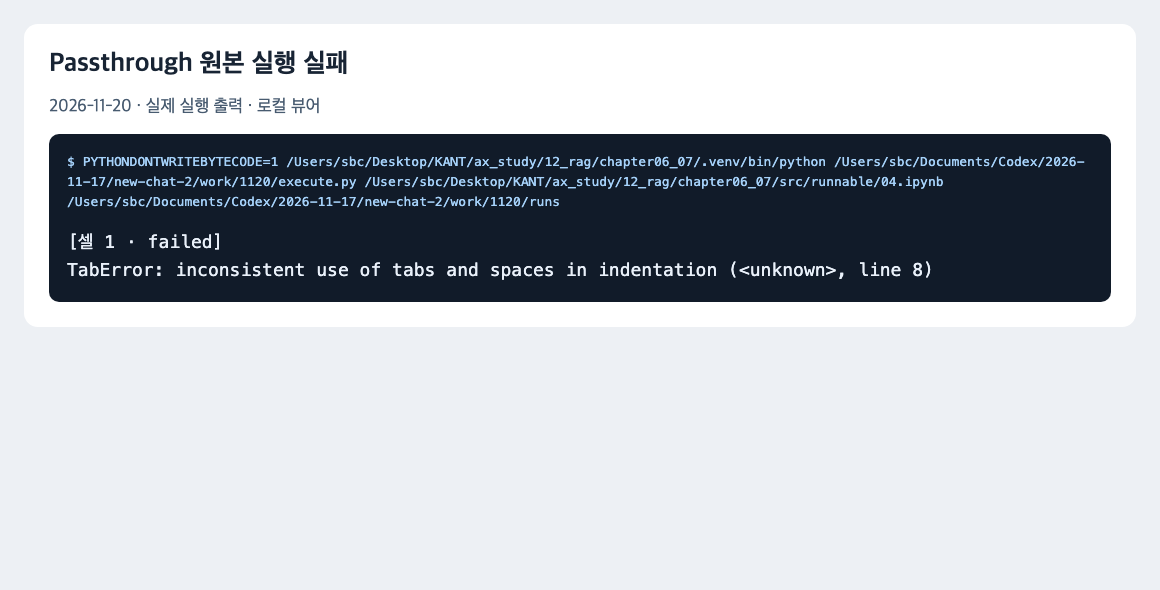 Passthrough 원본 실행 실패
2026-11-20 · 실제 실행 출력 · 로컬 뷰어
$ PYTHONDONTWRITEBYTECODE=1 /Users/sbc/Desktop/KANT/ax_study/12_rag/chapter06_07/.venv/bin/python /Users/sbc/Documents/Codex/2026-
11-17/new-chat-2/work/1120/execute.py /Users/sbc/Desktop/KANT/ax_study/12_rag/chapter06_07/src/runnable/04.ipynb
/Users/sbc/Documents/Codex/2026-11-17/new-chat-2/work/1120/runs
[셀 1 · failed]
TabError: inconsistent use of tabs and spaces in indentation (<unknown>, line 8)